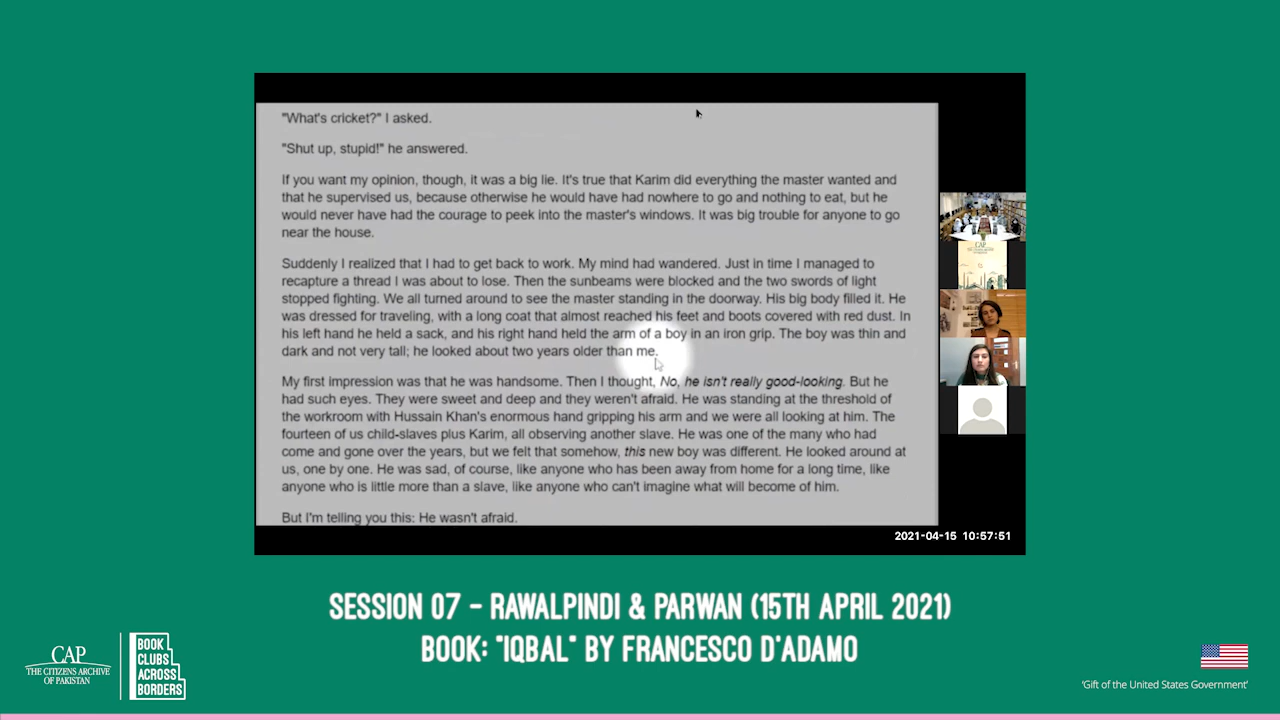 "What's cricket?" I asked.
"Shut up, stupid!" he answered.
If you want my opinion, though, it was a big lie. It's true that Karim did everything the master wanted and
that he supervised us, because otherwise he would have had nowhere to go and nothing to eat, but he
would never have had the courage to peek into the master's windows. It was big trouble for anyone to go
near the house.
Suddenly I realized that I had to get back to work. My mind had wandered. Just in time I managed to
recapture a thread I was about to lose. Then the sunbeams were blocked and the two swords of light
stopped fighting. We all turned around to see the master standing in the doorway. His big body filled it. He
was dressed for traveling, with a long coat that almost reached his feet and boots covered with red dust. In
his left hand he held a sack, and his right hand held the arm of a boy in an iron grip. The boy was thin and
dark and not very tall; he looked about two years older than me.
My first impression was that he was handsome. Then I thought, No, he isn't really good-looking. But he
had such eyes. They were sweet and deep and they weren't afraid. He was standing at the threshold of
the workroom with Hussain Khan's enormous hand gripping his arm and we were all looking at him. The
fourteen of us child-slaves plus Karim, all observing another slave. He was one of the many who had
come and gone over the years, but we felt that somehow, this new boy was different. He looked around at
us, one by one. He was sad, of course, like anyone who has been away from home for a long time, like
anyone who is little more than a slave, like anyone who can't imagine what will become of him.
But I'm telling you this: He wasn't afraid.
CAP
2021-04-15 10:57:51
SESSION 07 - RAWALPINDI & PARWAN (15TH APRIL 2021)
BOOK: "IQBAL" BY FRANCESCO D'ADAMO
CAP
THE CITIZENS ARCHIVE
OF PAKISTAN
BOOK
CLUBS
ACROSS
BORDERS
'Gift of the United States Government'